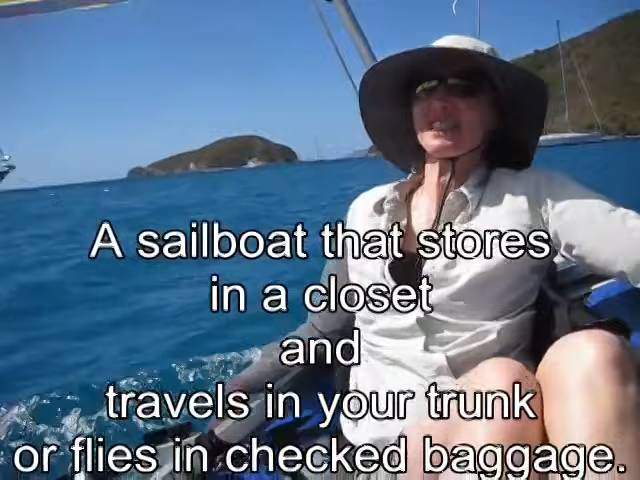 A sailboat that stores
in a closet
and
travels in your trunk
or flies in checked baggage.